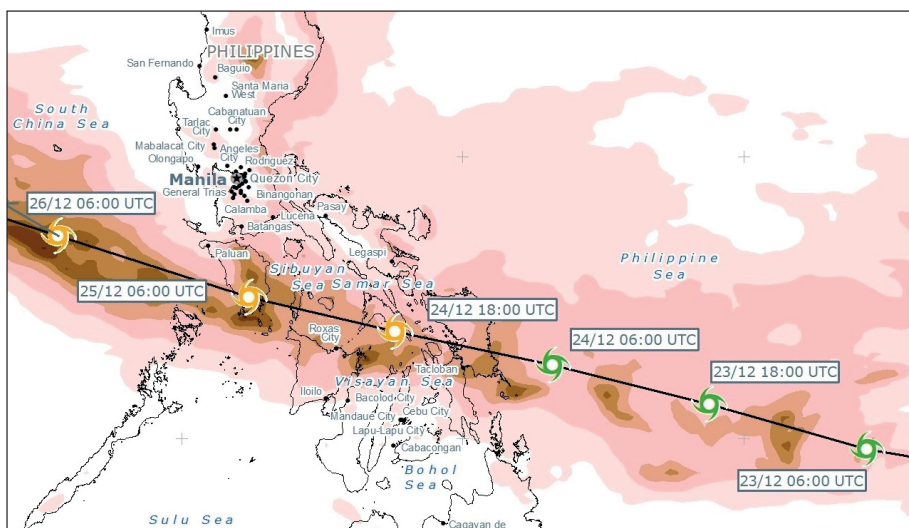 Imus
PHILIPPINES
San Fernando
Baguio
Santa Maria
West
South
China Sea
Cabanatuan
City
Tarlac
City
Mabalacat City
Angeles
City
Olongapo
Rodriguez
Manila
Quezon City
General Trias
Binangonan
26/12 06:00 UTC
Calamba
Lucena
Pasay
Batangas
Paluan
Legaspi
Philippine
Sea
Sibuyan
Sea
Samar Sea
25/12 06:00 UTC
24/12 18:00 UTC
Roxas
City
24/12 06:00 UTC
Tacloban
23/12 18:00 UTC
Visayan Sea
Iloilo
Bacolod City
Mandaue City
Cebu City
Lapu-Lapu City
Cabacongan
Bohol
Sea
23/12 06:00 UTC
Sulu Sea
Cagayan de